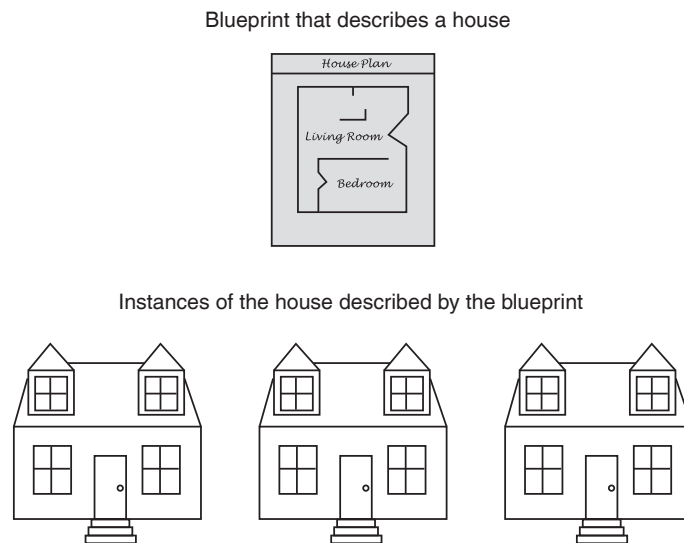 Blueprint that describes a house
House Plan
Living Room
Bedroom
Instances of the house described by the blueprint